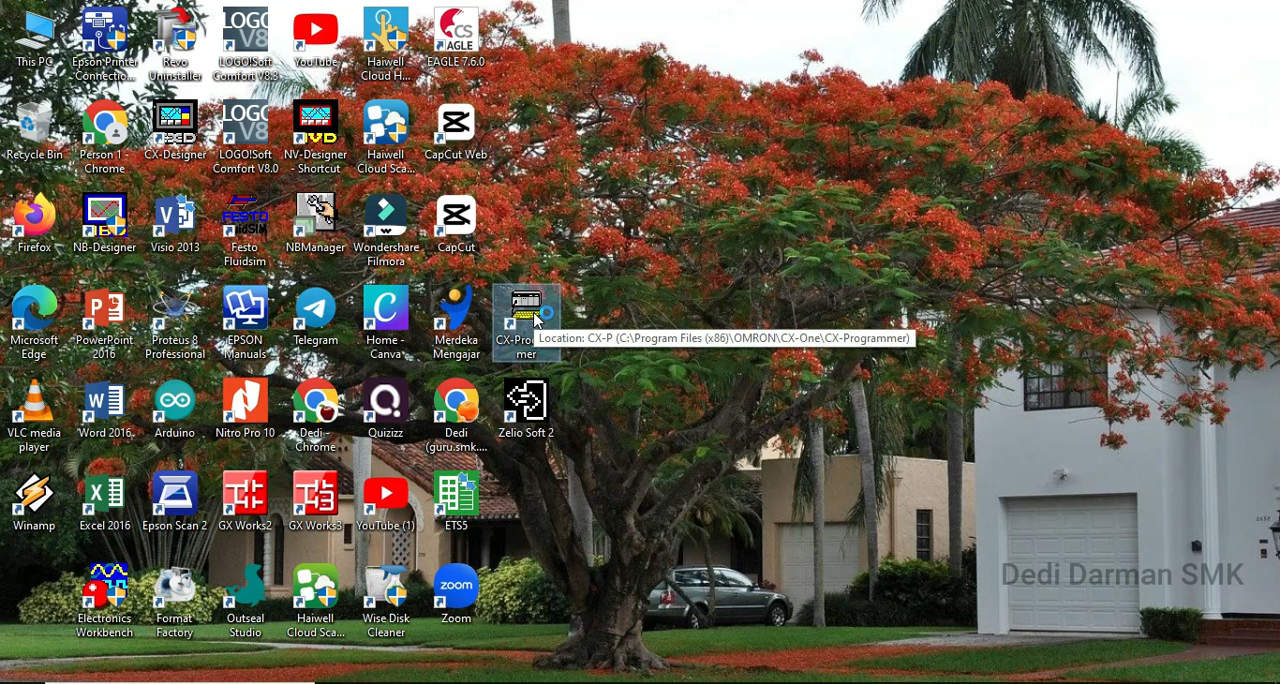 This PC
Epson Printer
Connectio...
Revo
Uninstaller
LOGO!Soft
Comfort V8.3
YouTube
Haiwell
Cloud H...
EAGLE 7.6.0
Recycle Bin
Person 1 -
Chrome
CX-Designer
LOGO!Soft
Comfort V8.0
NV-Designer
- Shortcut
Haiwell
Cloud Sca...
CapCut Web
Firefox
NB-Designer
Visio 2013
Festo
Fluidsim
NBManager
Wondershare
Filmora
CapCut
Microsoft
Edge
PowerPoint
2016
Proteus 8
Professional
EPSON
Manuals
Telegram
Home -
Canva
Merdeka
Mengajar
mer
Location: CX-P (C:\Program Files (x86)\OMRON\CX-One\CX-Programmer)
VLC media
player
Word 2016
Arduino
Nitro Pro 10
Dedi -
Chrome
Quizizz
Dedi
(guru.smk....
Zelio Soft 2
Winamp
Excel 2016
Epson Scan 2
GX Works2
GX Works3
YouTube (1)
ETS5
Electronics
Workbench
Format
Factory
Outseal
Studio
Haiwell
Cloud Sca...
Wise Disk
Cleaner
zoom
Zoom
Dedi Darman SMK